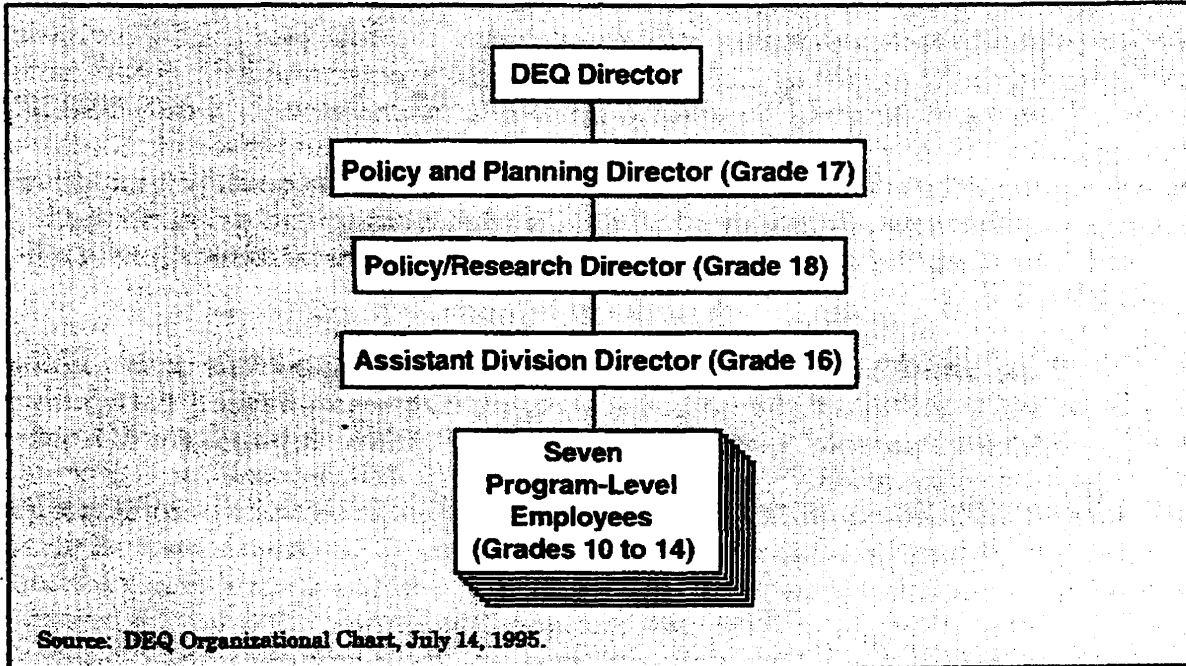 DEQ Director
Policy and Planning Director (Grade 17)
Policy/Research Director (Grade 18)
Assistant Division Director (Grade 16)
Seven
Program-Level
Employees
(Grades 10 to 14)
Source: DEQ Organizational Chart, July 14, 1995.